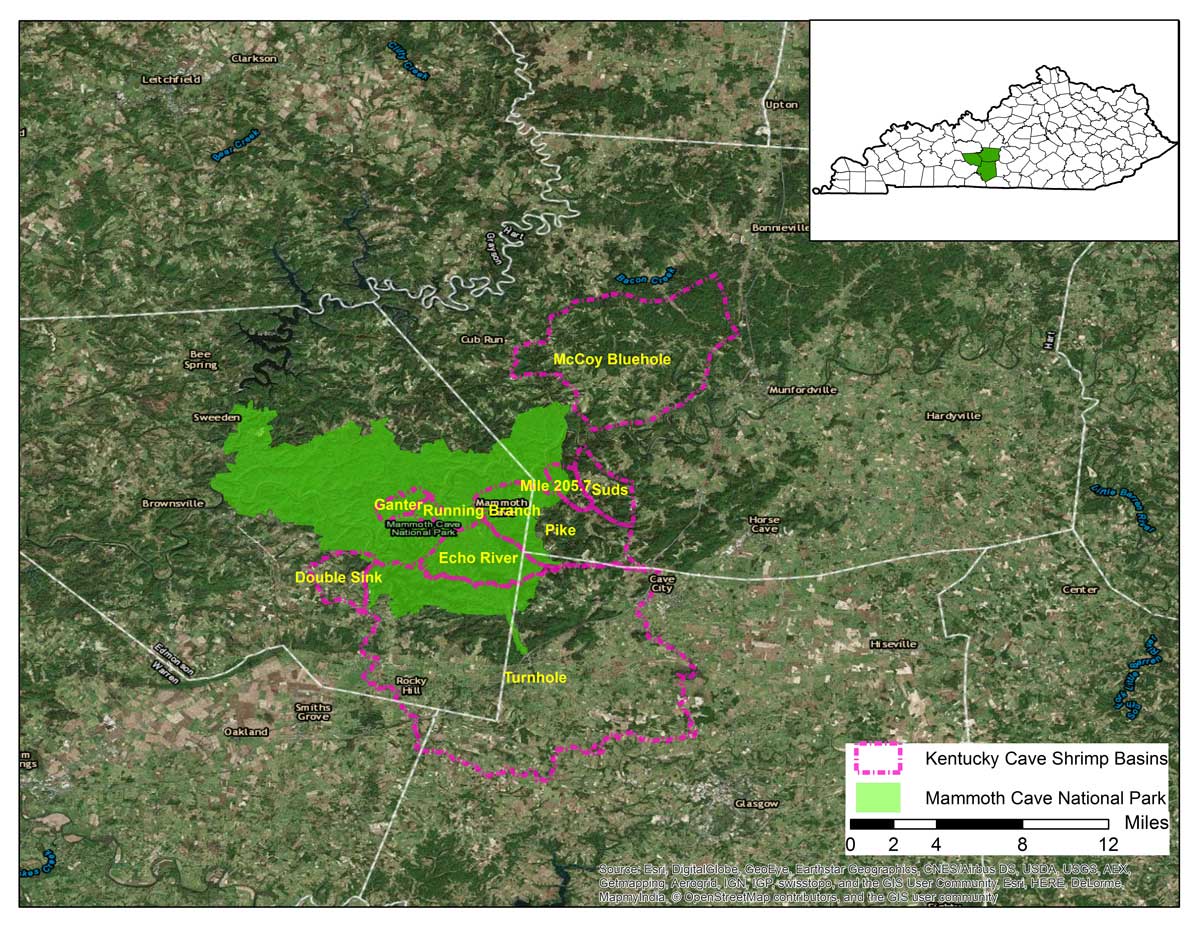 Clarkson
Leitchfield
Clifty Creek
Bear Creek
Upton
Bonnieville
Hart
Grayson
Bacon Creek
Cub Run
McCoy Bluehole
Bee
Spring
Hart
Munfordville
Sweeden
Hardyville
Brownsville
Mile 205.7
Suds
Ganter
Mammoth
Running Branch
Mammoth Cave
National Park
Pike
Horse
Cave
Little Barren River
Echo River
Double Sink
Cave
City
Center
Edmonson
Warren
Hiseville
Rocky
Hill
Turnhole
Smiths
Grove
Oakland
Glasgow
Kentucky Cave Shrimp Basins
Mammoth Cave National Park
Miles
0 2 4 8 12
Source: Esri, DigitalGlobe, GeoEye, Earthstar Geographics, CNES/Airbus DS, USDA, USGS, AEX,
Getmapping, Aerogrid, IGN, IGP, swisstopo, and the GIS User Community, Esri, HERE, DeLorme,
MapmyIndia, © OpenStreetMap contributors, and the GIS user community